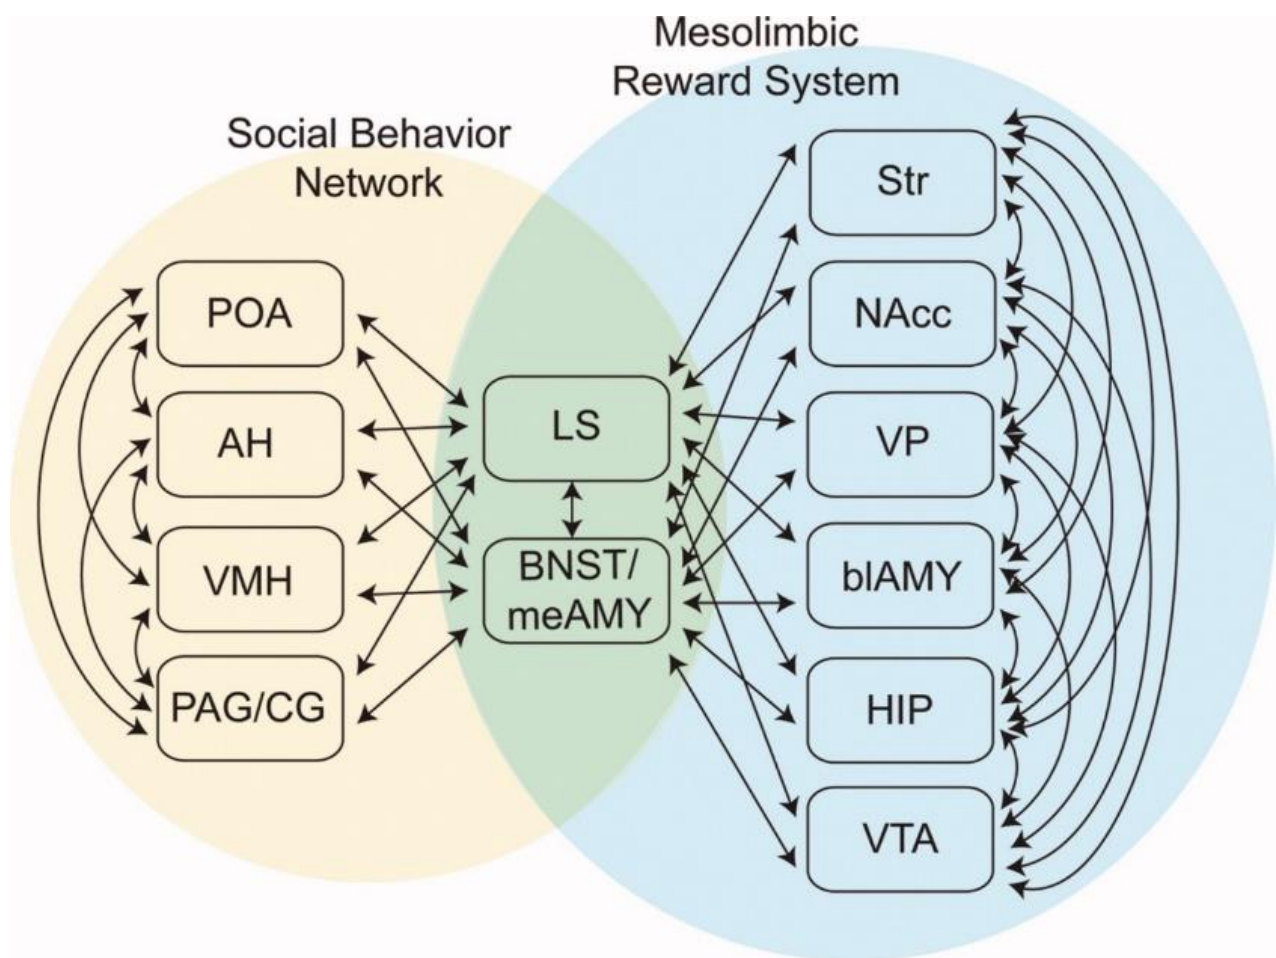 Mesolimbic
Reward System
Social Behavior
Network
POA
AH
VMH
PAG/CG
LS
BNST/
meAMY
Str
NAcc
VP
blAMY
HIP
VTA